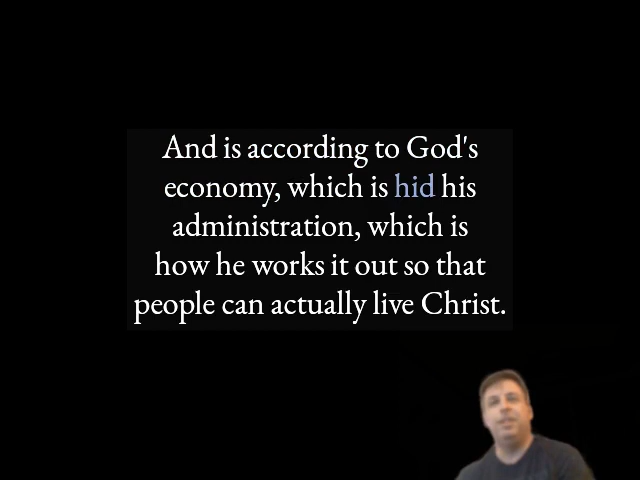 And is according to God's
economy, which is hid his
administration, which is
how he works it out so that
people can actually live Christ.